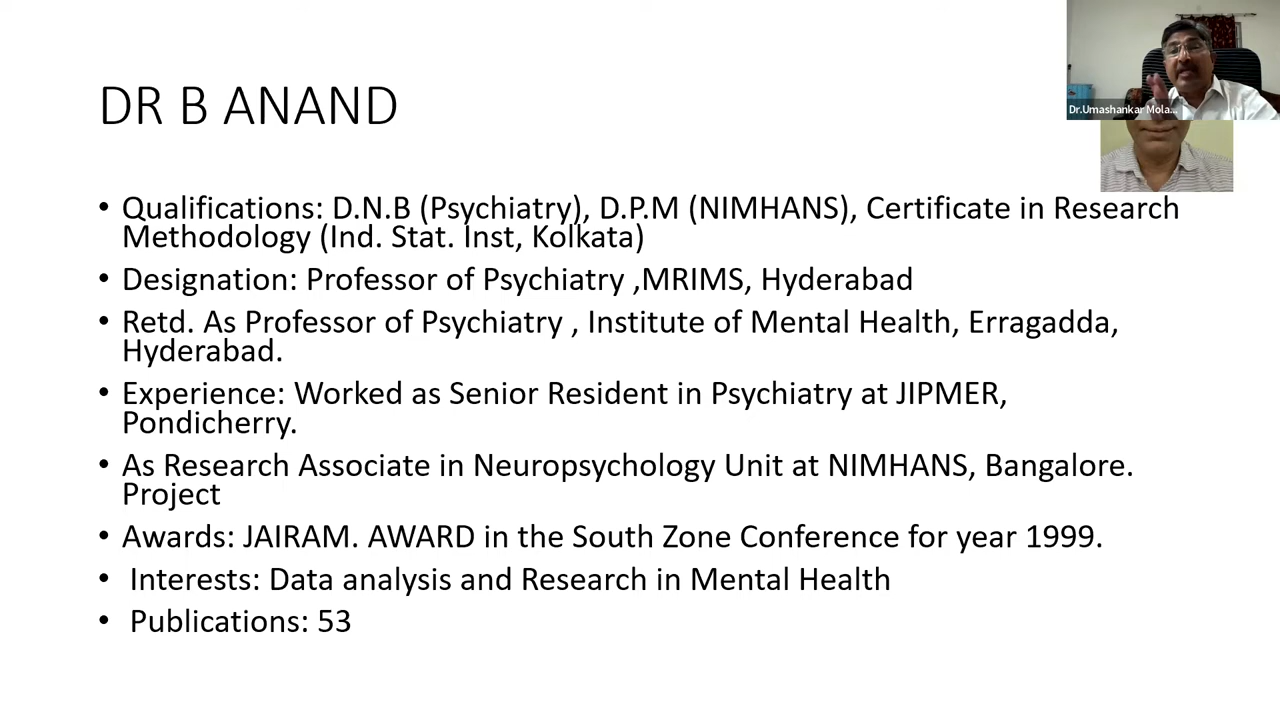 DR B ANAND
Dr.Umashankar Mola...
• Qualifications: D.N.B (Psychiatry), D.P.M (NIMHANS), Certificate in Research
Methodology (Ind. Stat. Inst, Kolkata)
• Designation: Professor of Psychiatry ,MRIMS, Hyderabad
• Retd. As Professor of Psychiatry , Institute of Mental Health, Erragadda,
Hyderabad.
• Experience: Worked as Senior Resident in Psychiatry at JIPMER,
Pondicherry.
• As Research Associate in Neuropsychology Unit at NIMHANS, Bangalore.
Project
• Awards: JAIRAM. AWARD in the South Zone Conference for year 1999.
• Interests: Data analysis and Research in Mental Health
• Publications: 53